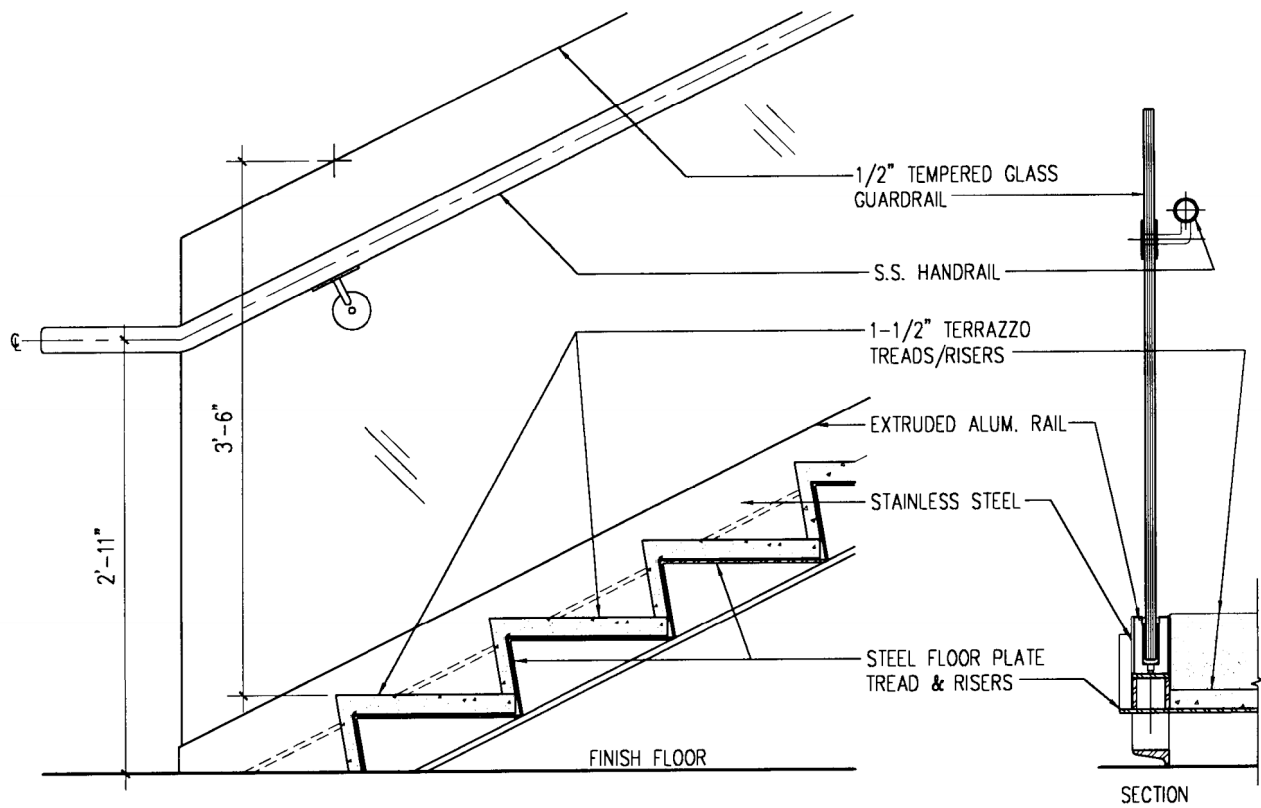 1/2" TEMPERED GLASS
GUARDRAIL
S.S. HANDRAIL
℄
1-1/2" TERRAZZO
TREADS/RISERS
3'-6"
EXTRUDED ALUM. RAIL
STAINLESS STEEL
2'-11"
STEEL FLOOR PLATE
TREAD & RISERS
FINISH FLOOR
SECTION